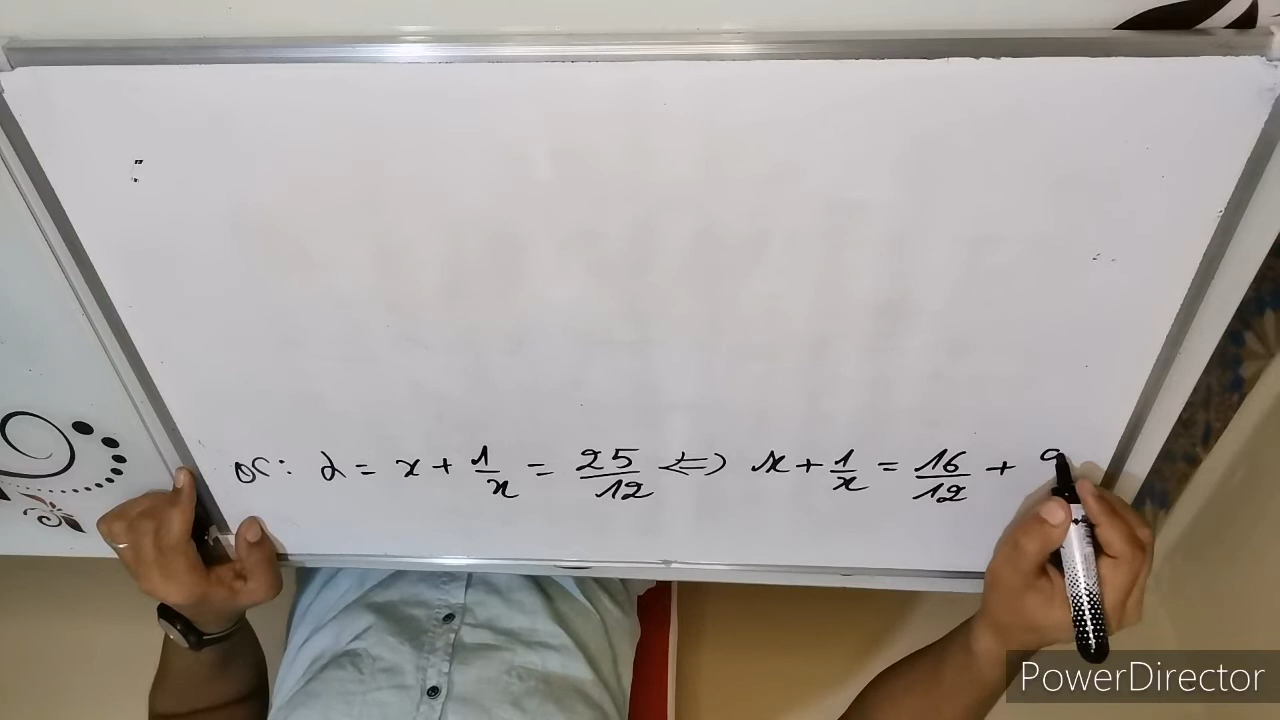 or: α = x + 1/x = 25/12 ⇔ x + 1/x = 16/12 + 9
PowerDirector